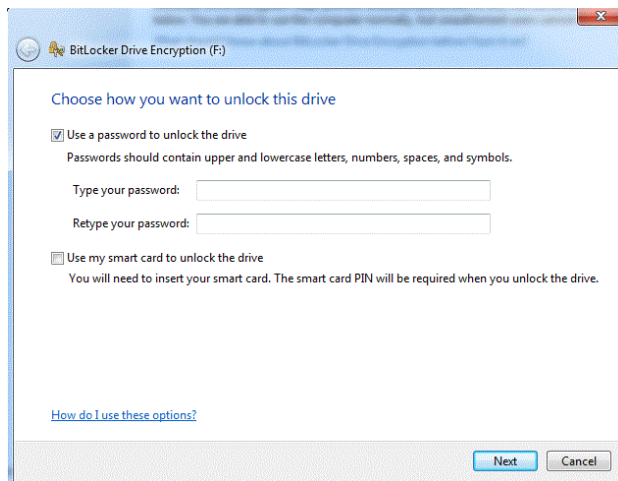 BitLocker Drive Encryption (F:)
Choose how you want to unlock this drive
Use a password to unlock the drive
Passwords should contain upper and lowercase letters, numbers, spaces, and symbols.
Type your password:
Retype your password:
Use my smart card to unlock the drive
You will need to insert your smart card. The smart card PIN will be required when you unlock the drive.
How do I use these options?
Next Cancel